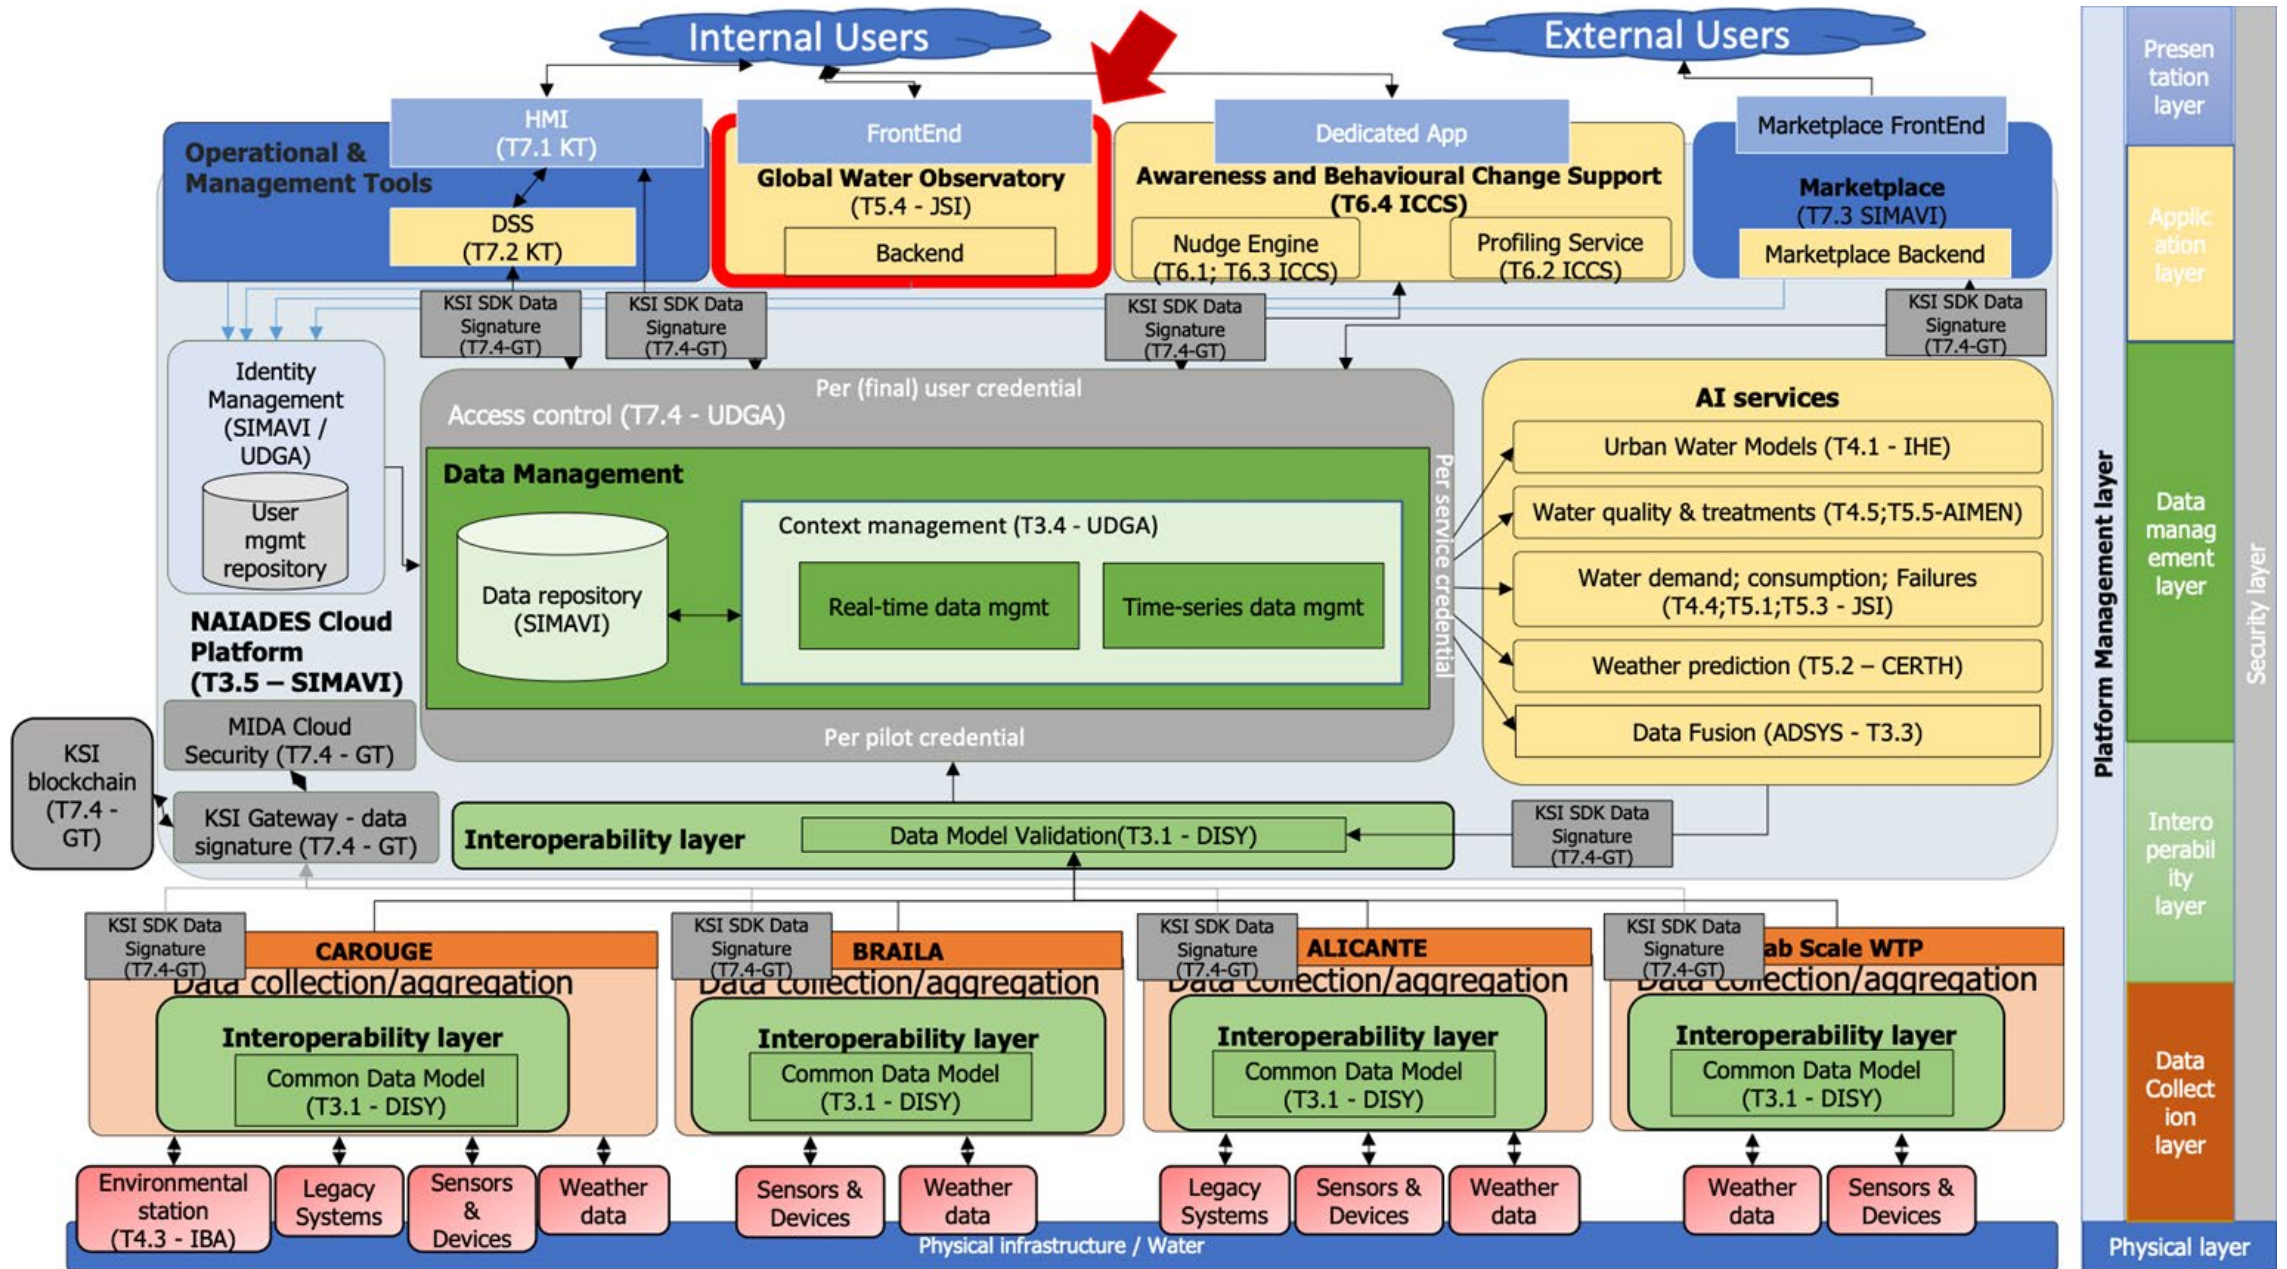 Internal Users
External Users
HMI
(T7.1 KT)
Operational &
Management Tools
DSS
(T7.2 KT)
FrontEnd
Global Water Observatory
(T5.4 - JSI)
Backend
Dedicated App
Awareness and Behavioural Change Support
(T6.4 ICCS)
Nudge Engine
(T6.1; T6.3 ICCS)
Profiling Service
(T6.2 ICCS)
Marketplace FrontEnd
Marketplace
(T7.3 SIMAVI)
Marketplace Backend
KSI SDK Data
Signature
(T7.4-GT)
KSI SDK Data
Signature
(T7.4-GT)
KSI SDK Data
Signature
(T7.4-GT)
KSI SDK Data
Signature
(T7.4-GT)
Identity
Management
(SIMAVI /
UDGA)
User
mgmt
repository
NAIADES Cloud
Platform
(T3.5 – SIMAVI)
MIDA Cloud
Security (T7.4 - GT)
KSI
blockchain
(T7.4 -
GT)
KSI Gateway - data
signature (T7.4 - GT)
Per (final) user credential
Access control (T7.4 - UDGA)
Data Management
Data repository
(SIMAVI)
Context management (T3.4 - UDGA)
Real-time data mgmt
Time-series data mgmt
Per service credential
Per pilot credential
AI services
Urban Water Models (T4.1 - IHE)
Water quality & treatments (T4.5;T5.5-AIMEN)
Water demand; consumption; Failures
(T4.4;T5.1;T5.3 - JSI)
Weather prediction (T5.2 – CERTH)
Data Fusion (ADSYS - T3.3)
Interoperability layer
Data Model Validation(T3.1 - DISY)
KSI SDK Data
Signature
(T7.4-GT)
KSI SDK Data
Signature
(T7.4-GT)
CAROUGE
Data collection/aggregation
Interoperability layer
Common Data Model
(T3.1 - DISY)
KSI SDK Data
Signature
(T7.4-GT)
BRAILA
Data collection/aggregation
Interoperability layer
Common Data Model
(T3.1 - DISY)
KSI SDK Data
Signature
(T7.4-GT)
ALICANTE
Data collection/aggregation
Interoperability layer
Common Data Model
(T3.1 - DISY)
KSI SDK Data
Signature
(T7.4-GT)
ab Scale WTP
Data collection/aggregation
Interoperability layer
Common Data Model
(T3.1 - DISY)
Environmental
station
(T4.3 - IBA)
Legacy
Systems
Sensors
&
Devices
Weather
data
Sensors &
Devices
Weather
data
Legacy
Systems
Sensors &
Devices
Weather
data
Weather
data
Sensors &
Devices
Physical infrastructure / Water
Platform Management layer
Presen
tation
layer
Applic
ation
layer
Data
manag
ement
layer
Intero
perabil
ity
layer
Data
Collect
ion
layer
Security layer
Physical layer